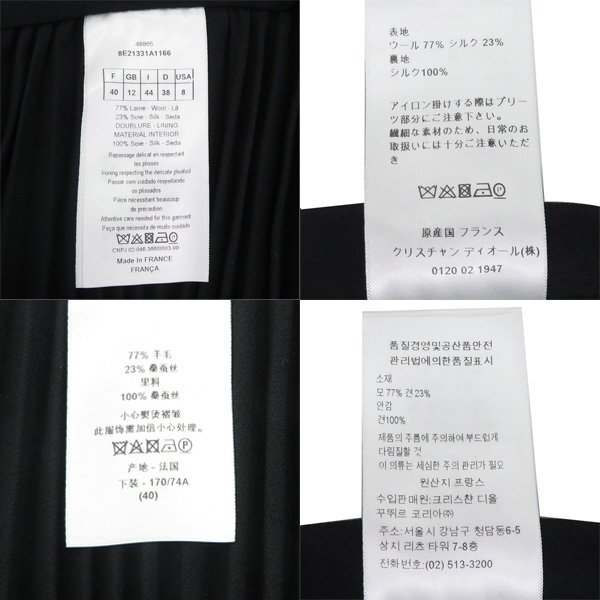 48865
8E21331A1166
F GB I D USA
40 12 44 38 8
77% Laine - Wool - Lã
23% Soie - Silk - Seda
DOUBLURE - LINING
MATERIAL INTERIOR
100% Soie - Silk - Seda
Repassage délicat en respectant
les plissés
Ironing respecting the delicate pleated
Passar com cuidado respeitando
os plissados
Pièce nécessitant beaucoup
de précaution
Attentive care needed for this garment
Peça que necessita de muito cuidado
CNPJ 02.046-365/0003-99
Made in FRANCE
FRANÇA
表地
ウール 77% シルク 23%
裏地
シルク100%
アイロン掛けする際はプリー
ツ部分にご注意下さい。
繊細な素材のため、日常のお
取扱いには十分ご注意いただ
き
原産国 フランス
クリスチャン ディオール(株)
0120 02 1947
77% 羊毛
23% 桑蚕丝
里料
100% 桑蚕丝
小心熨烫褶皱
此服饰需加倍小心处理。
产地 - 法国
下装 - 170/74A
(40)
품질경영및공산품안전
관리법에의한품질표시
소재
모 77% 견 23%
안감
견100%
제품의 주름에 주의하여 부드럽게
다림질할 것
이 의류는 세심한 주의 관리가 필요
원산지 프랑스
수입판매원: 크리스챤 디올
꾸뛰르 코리아㈜
주소: 서울시 강남구 청담동6-5
상지 리츠 타워 7-8층
전화번호: (02) 513-3200